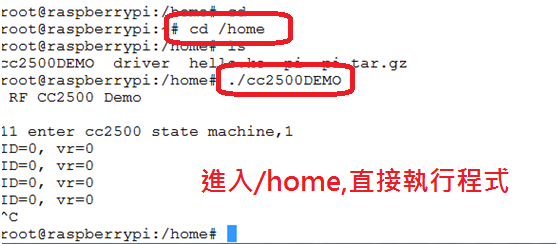 root@raspberrypi:/home# cd
root@raspberrypi:~# cd /home
root@raspberrypi:/home# ls
cc2500DEMO driver hello.ko pi pi.tar.gz
root@raspberrypi:/home# ./cc2500DEMO
RF CC2500 Demo
l1 enter cc2500 state machine,1
ID=0, vr=0
ID=0, vr=0
ID=0, vr=0
ID=0, vr=0
進入/home,直接執行程式
^C
root@raspberrypi:/home#